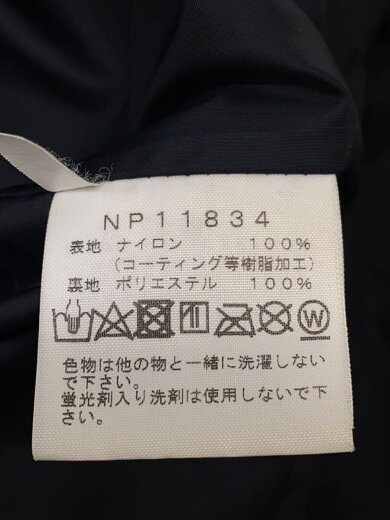 NP11834
表地 ナイロン 100%
(コーティング等樹脂加工)
裏地 ポリエステル 100%
W
色物は他の物と一緒に洗濯しない
で下さい。
蛍光剤入り洗剤は使用しないで下
さい。